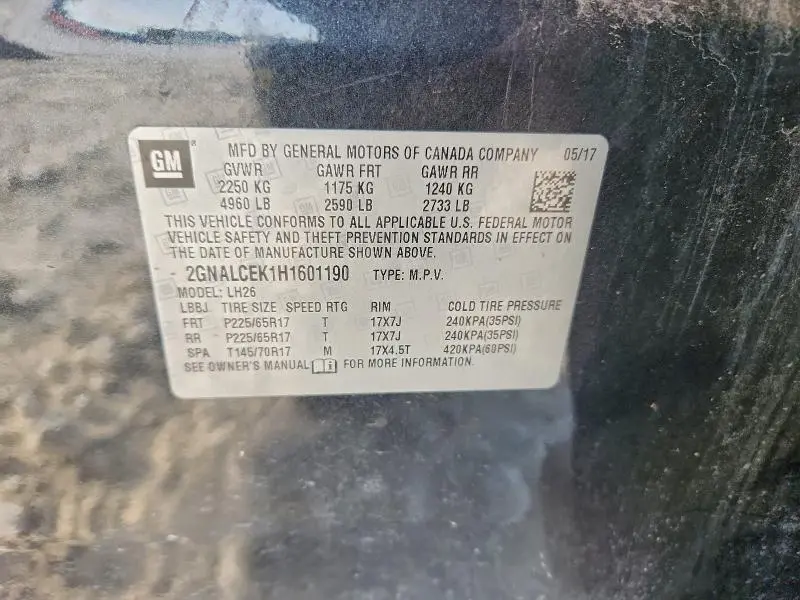 GM
MFD BY GENERAL MOTORS OF CANADA COMPANY 05/17
GVWR GAWR FRT GAWR RR
2250 KG 1175 KG 1240 KG
4960 LB 2590 LB 2733 LB
THIS VEHICLE CONFORMS TO ALL APPLICABLE U.S. FEDERAL MOTOR
VEHICLE SAFETY AND THEFT PREVENTION STANDARDS IN EFFECT ON
THE DATE OF MANUFACTURE SHOWN ABOVE.
2GNALCEK1H1601190 TYPE: M.P.V.
MODEL: LH26
LBBJ TIRE SIZE SPEED RTG RIM COLD TIRE PRESSURE
FRT P225/65R17 T 17X7J 240KPA(35PSI)
RR P225/65R17 T 17X7J 240KPA(35PSI)
SPA T145/70R17 M 17X4.5T 420KPA(60PSI)
SEE OWNER'S MANUAL FOR MORE INFORMATION.